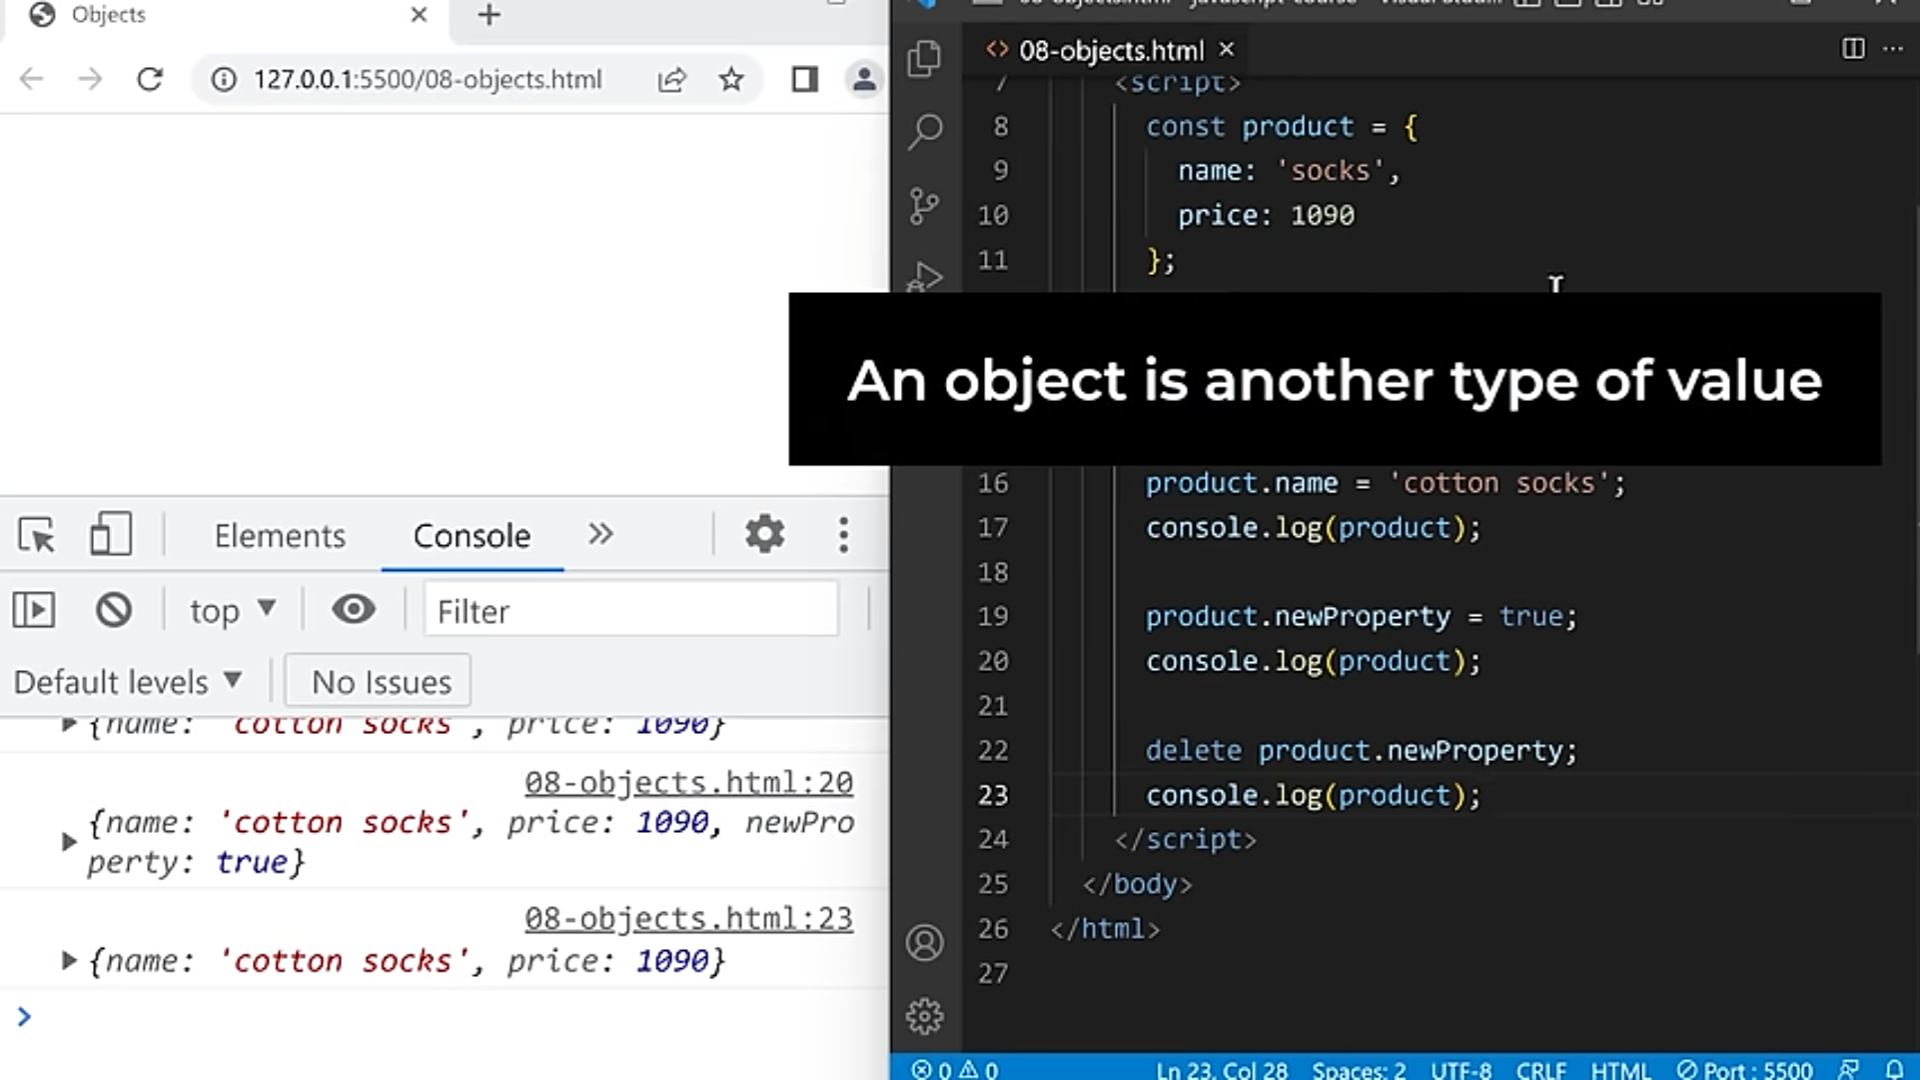 Objects
127.0.0.1:5500/08-objects.html
Elements
Console
top
Filter
Default levels
No Issues
{name: 'cotton socks', price: 1090}
08-objects.html:20
{name: 'cotton socks', price: 1090, newPro
perty: true}
08-objects.html:23
{name: 'cotton socks', price: 1090}
08-objects.html
7 <script>
8 const product = {
9 name: 'socks',
10 price: 1090
11 };
An object is another type of value
16 product.name = 'cotton socks';
17 console.log(product);
18
19 product.newProperty = true;
20 console.log(product);
21
22 delete product.newProperty;
23 console.log(product);
24 </script>
25 </body>
26 </html>
27
0 0 Ln 23, Col 28 Spaces: 2 UTF-8 CRLF HTML Port : 5500